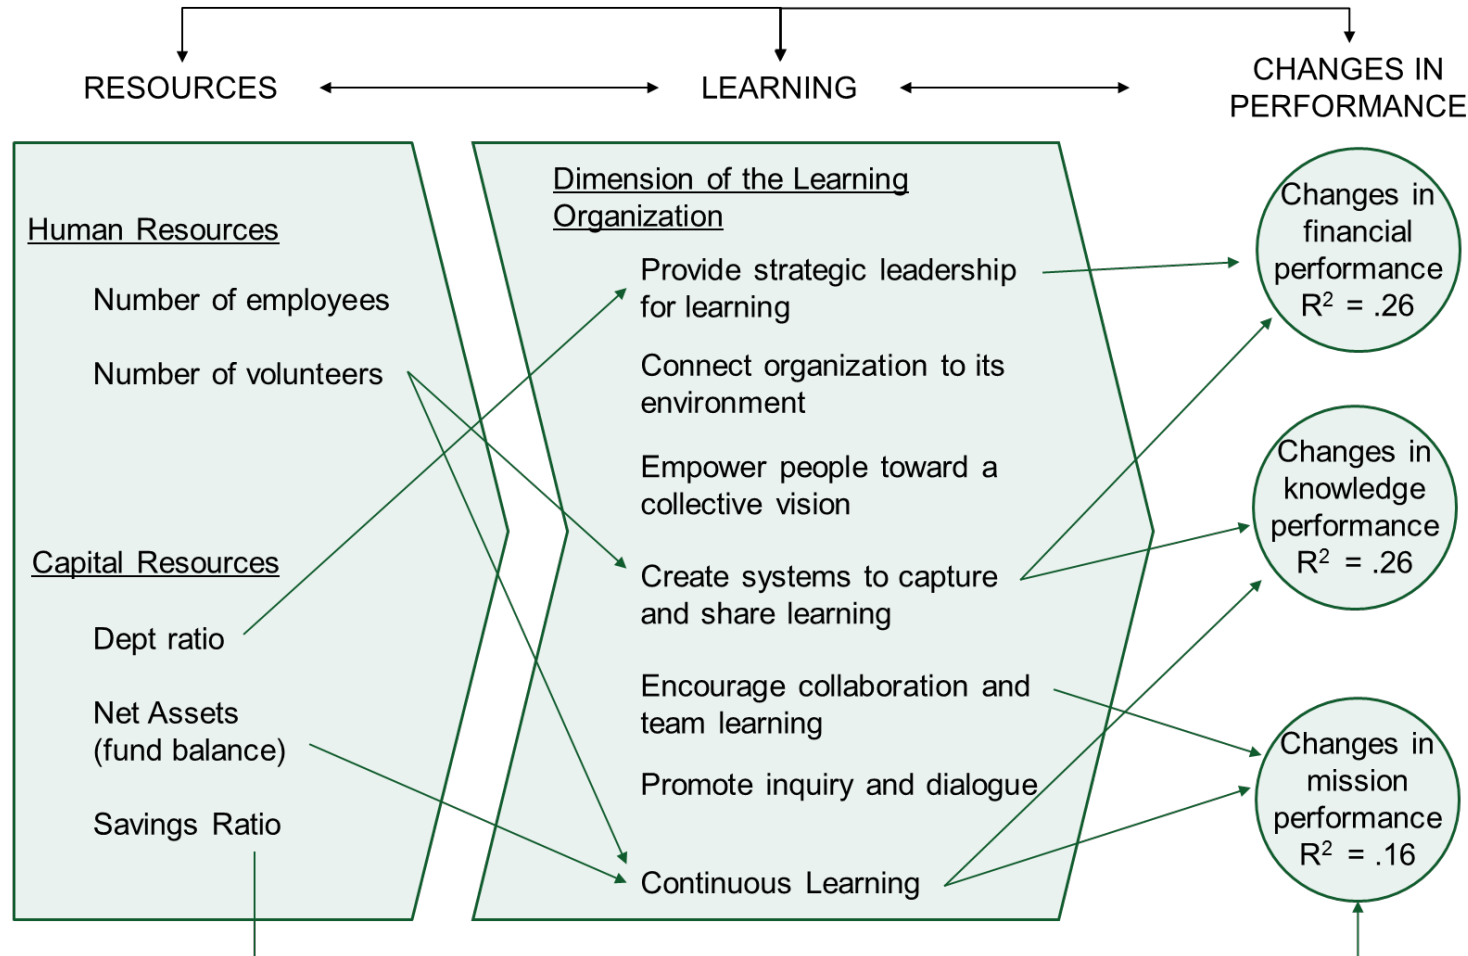 RESOURCES
LEARNING
CHANGES IN
PERFORMANCE
Human Resources
Number of employees
Number of volunteers
Capital Resources
Dept ratio
Net Assets
(fund balance)
Savings Ratio
Dimension of the Learning
Organization
Provide strategic leadership
for learning
Connect organization to its
environment
Empower people toward a
collective vision
Create systems to capture
and share learning
Encourage collaboration and
team learning
Promote inquiry and dialogue
Continuous Learning
Changes in
financial
performance
R² = .26
Changes in
knowledge
performance
R² = .26
Changes in
mission
performance
R² = .16